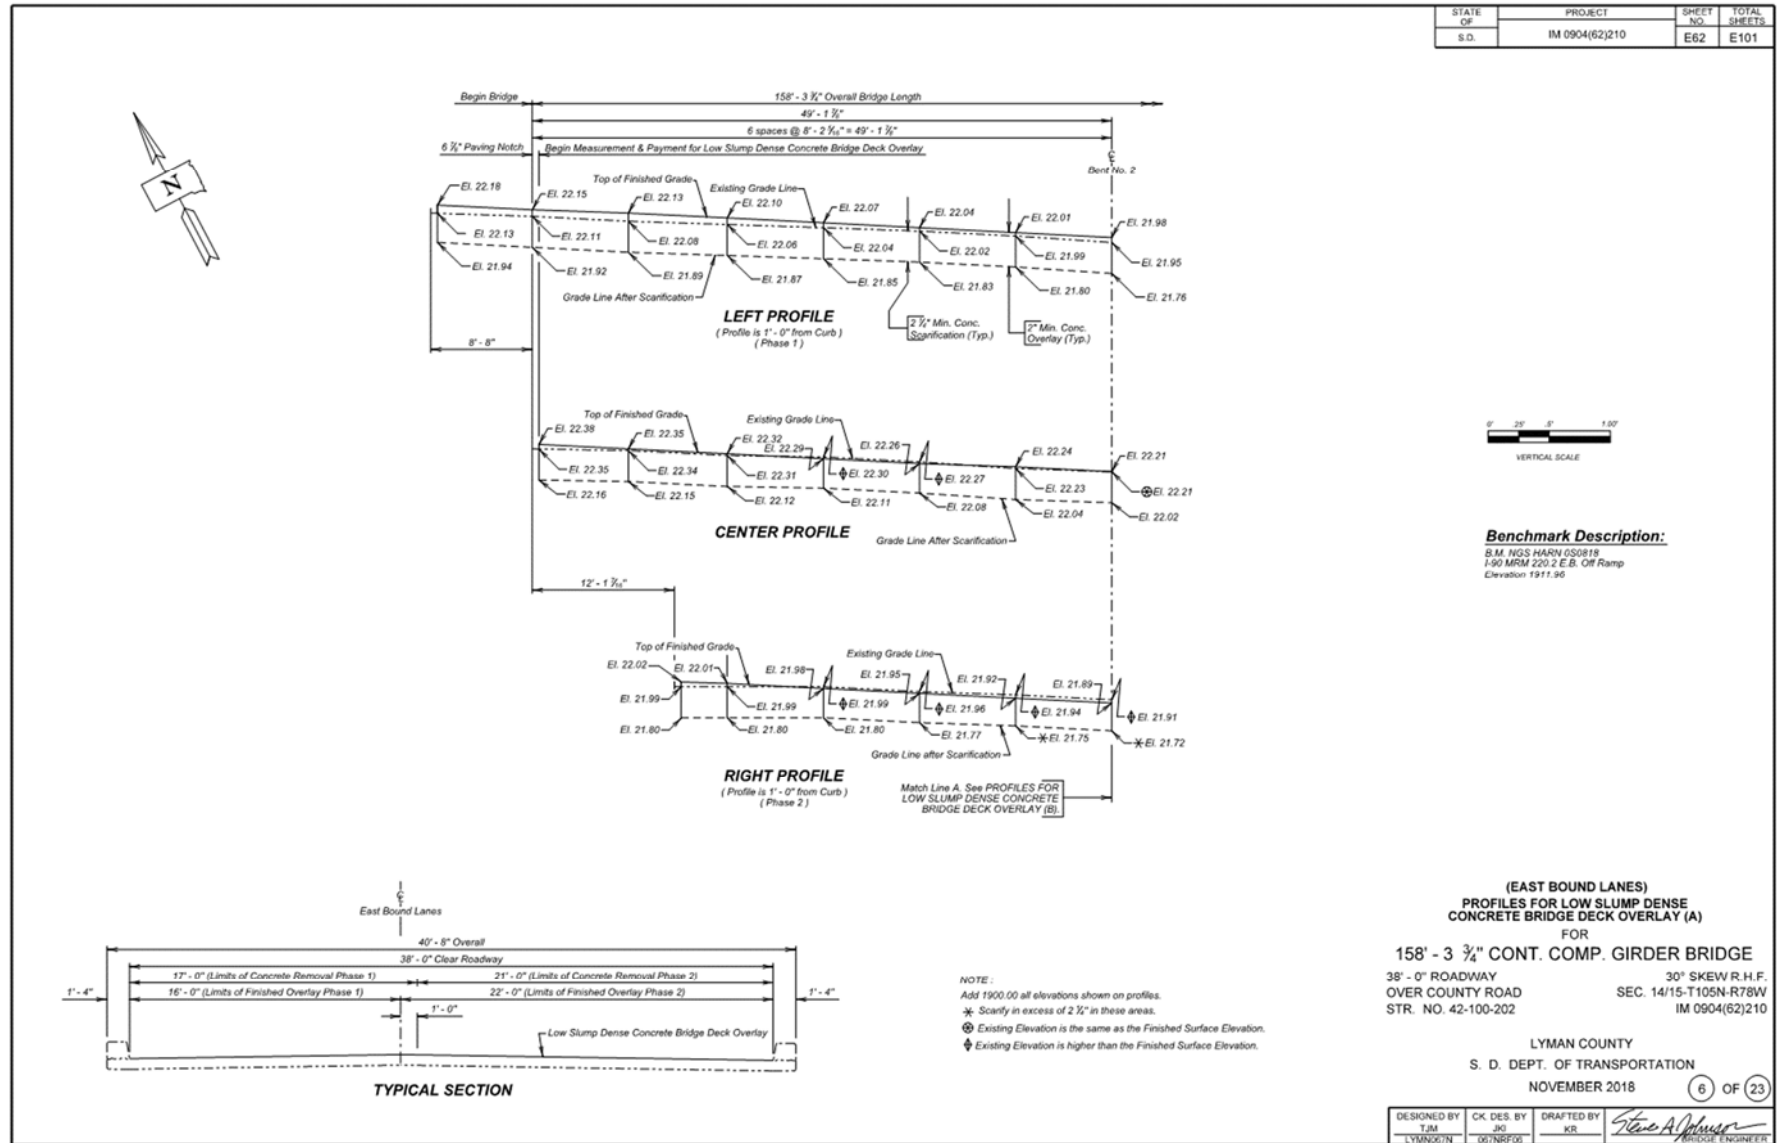 STATE OF
PROJECT
SHEET NO.
TOTAL SHEETS
S.D.
IM 0904(62)210
E62
E101
Begin Bridge
158' - 3 ¾" Overall Bridge Length
49' - 1 ⅞"
6 spaces @ 8' - 2 5/16" = 49' - 1 ⅞"
Begin Measurement & Payment for Low Slump Dense Concrete Bridge Deck Overlay
Paving Notch
℄
Bent No. 2
N
Top of Finished Grade
Existing Grade Line
El. 22.18
El. 22.15
El. 22.13
El. 22.10
El. 22.07
El. 22.04
El. 22.01
El. 21.98
El. 22.13
El. 22.11
El. 22.08
El. 22.06
El. 22.04
El. 22.02
El. 21.99
El. 21.95
El. 21.94
El. 21.92
El. 21.89
El. 21.87
El. 21.85
El. 21.83
El. 21.80
El. 21.76
Grade Line After Scarification
LEFT PROFILE
( Profile is 1' - 0" from Curb )
( Phase 1 )
Min. Conc.
Scarification (Typ.)
2" Min. Conc.
Overlay (Typ.)
8' - 8"
Top of Finished Grade
Existing Grade Line
El. 22.38
El. 22.35
El. 22.32
El. 22.29
El. 22.26
El. 22.24
El. 22.21
El. 22.35
El. 22.34
El. 22.31
El. 22.30
El. 22.27
El. 22.23
El. 22.21
El. 22.16
El. 22.15
El. 22.12
El. 22.11
El. 22.08
El. 22.04
El. 22.02
CENTER PROFILE
Grade Line After Scarification
0' .25' .5' 1.00'
VERTICAL SCALE
Benchmark Description:
B.M. NGS HARN OS0818
I-90 MRM 220.2 E.B. Off Ramp
Elevation 1911.96
12' - 1 7/16"
Top of Finished Grade
Existing Grade Line
El. 22.02
El. 22.01
El. 21.98
El. 21.95
El. 21.92
El. 21.89
El. 21.99
El. 21.99
El. 21.99
El. 21.96
El. 21.94
El. 21.91
El. 21.80
El. 21.80
El. 21.80
El. 21.77
El. 21.75
El. 21.72
Grade Line after Scarification
RIGHT PROFILE
( Profile is 1' - 0" from Curb )
( Phase 2 )
Match Line A. See PROFILES FOR
LOW SLUMP DENSE CONCRETE
BRIDGE DECK OVERLAY (B).
℄
East Bound Lanes
40' - 8" Overall
38' - 0" Clear Roadway
17' - 0" (Limits of Concrete Removal Phase 1)
21' - 0" (Limits of Concrete Removal Phase 2)
1' - 4"
16' - 0" (Limits of Finished Overlay Phase 1)
22' - 0" (Limits of Finished Overlay Phase 2)
1' - 4"
1' - 0"
Low Slump Dense Concrete Bridge Deck Overlay
TYPICAL SECTION
NOTE :
Add 1900.00 all elevations shown on profiles.
Scarify in excess of 2 ¼" in these areas.
Existing Elevation is the same as the Finished Surface Elevation.
Existing Elevation is higher than the Finished Surface Elevation.
(EAST BOUND LANES)
PROFILES FOR LOW SLUMP DENSE
CONCRETE BRIDGE DECK OVERLAY (A)
FOR
158' - 3 ¾" CONT. COMP. GIRDER BRIDGE
38' - 0" ROADWAY
30° SKEW R.H.F.
OVER COUNTY ROAD
SEC. 14/15-T105N-R78W
STR. NO. 42-100-202
IM 0904(62)210
LYMAN COUNTY
S. D. DEPT. OF TRANSPORTATION
NOVEMBER 2018
6 OF 23
DESIGNED BY
TJM
LYMN067N
CK. DES. BY
JKI
067NRF06
DRAFTED BY
KR
Steve A Johnson
BRIDGE ENGINEER